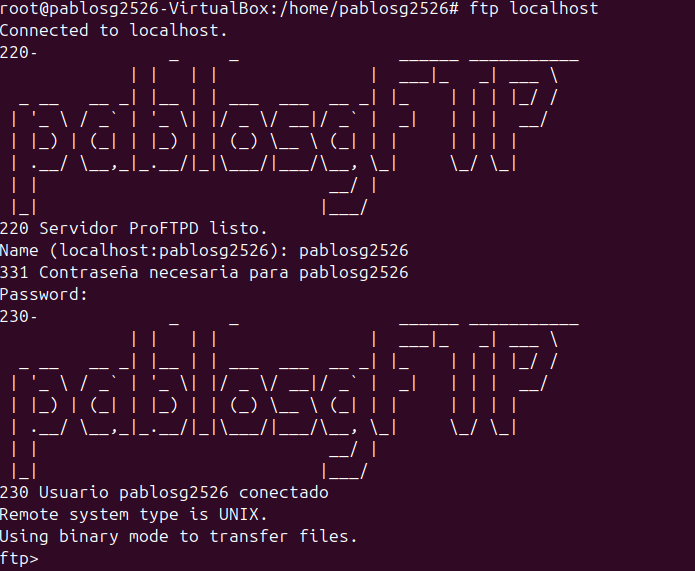 root@pablosg2526-VirtualBox:/home/pablosg2526# ftp localhost
Connected to localhost.
220-            _     _               ______ ___________
            | |   | |              |  ___|_   _| ___ \
 _ __   __ _| |__ | | ___  ___  __ _| |_    | | | |_/ /
| '_ \ / _` | '_ \| |/ _ \/ __|/ _` |  _|   | | |  __/
| |_) | (_| | |_) | | (_) \__ \ (_| | |     | | | |
| .__/ \__,_|_.__/|_|\___/|___/\__, \_|     \_/ \_|
| |                             __/ |
|_|                            |___/
220 Servidor ProFTPD listo.
Name (localhost:pablosg2526): pablosg2526
331 Contraseña necesaria para pablosg2526
Password:
230-            _     _               ______ ___________
            | |   | |              |  ___|_   _| ___ \
 _ __   __ _| |__ | | ___  ___  __ _| |_    | | | |_/ /
| '_ \ / _` | '_ \| |/ _ \/ __|/ _` |  _|   | | |  __/
| |_) | (_| | |_) | | (_) \__ \ (_| | |     | | | |
| .__/ \__,_|_.__/|_|\___/|___/\__, \_|     \_/ \_|
| |                             __/ |
|_|                            |___/
230 Usuario pablosg2526 conectado
Remote system type is UNIX.
Using binary mode to transfer files.
ftp>